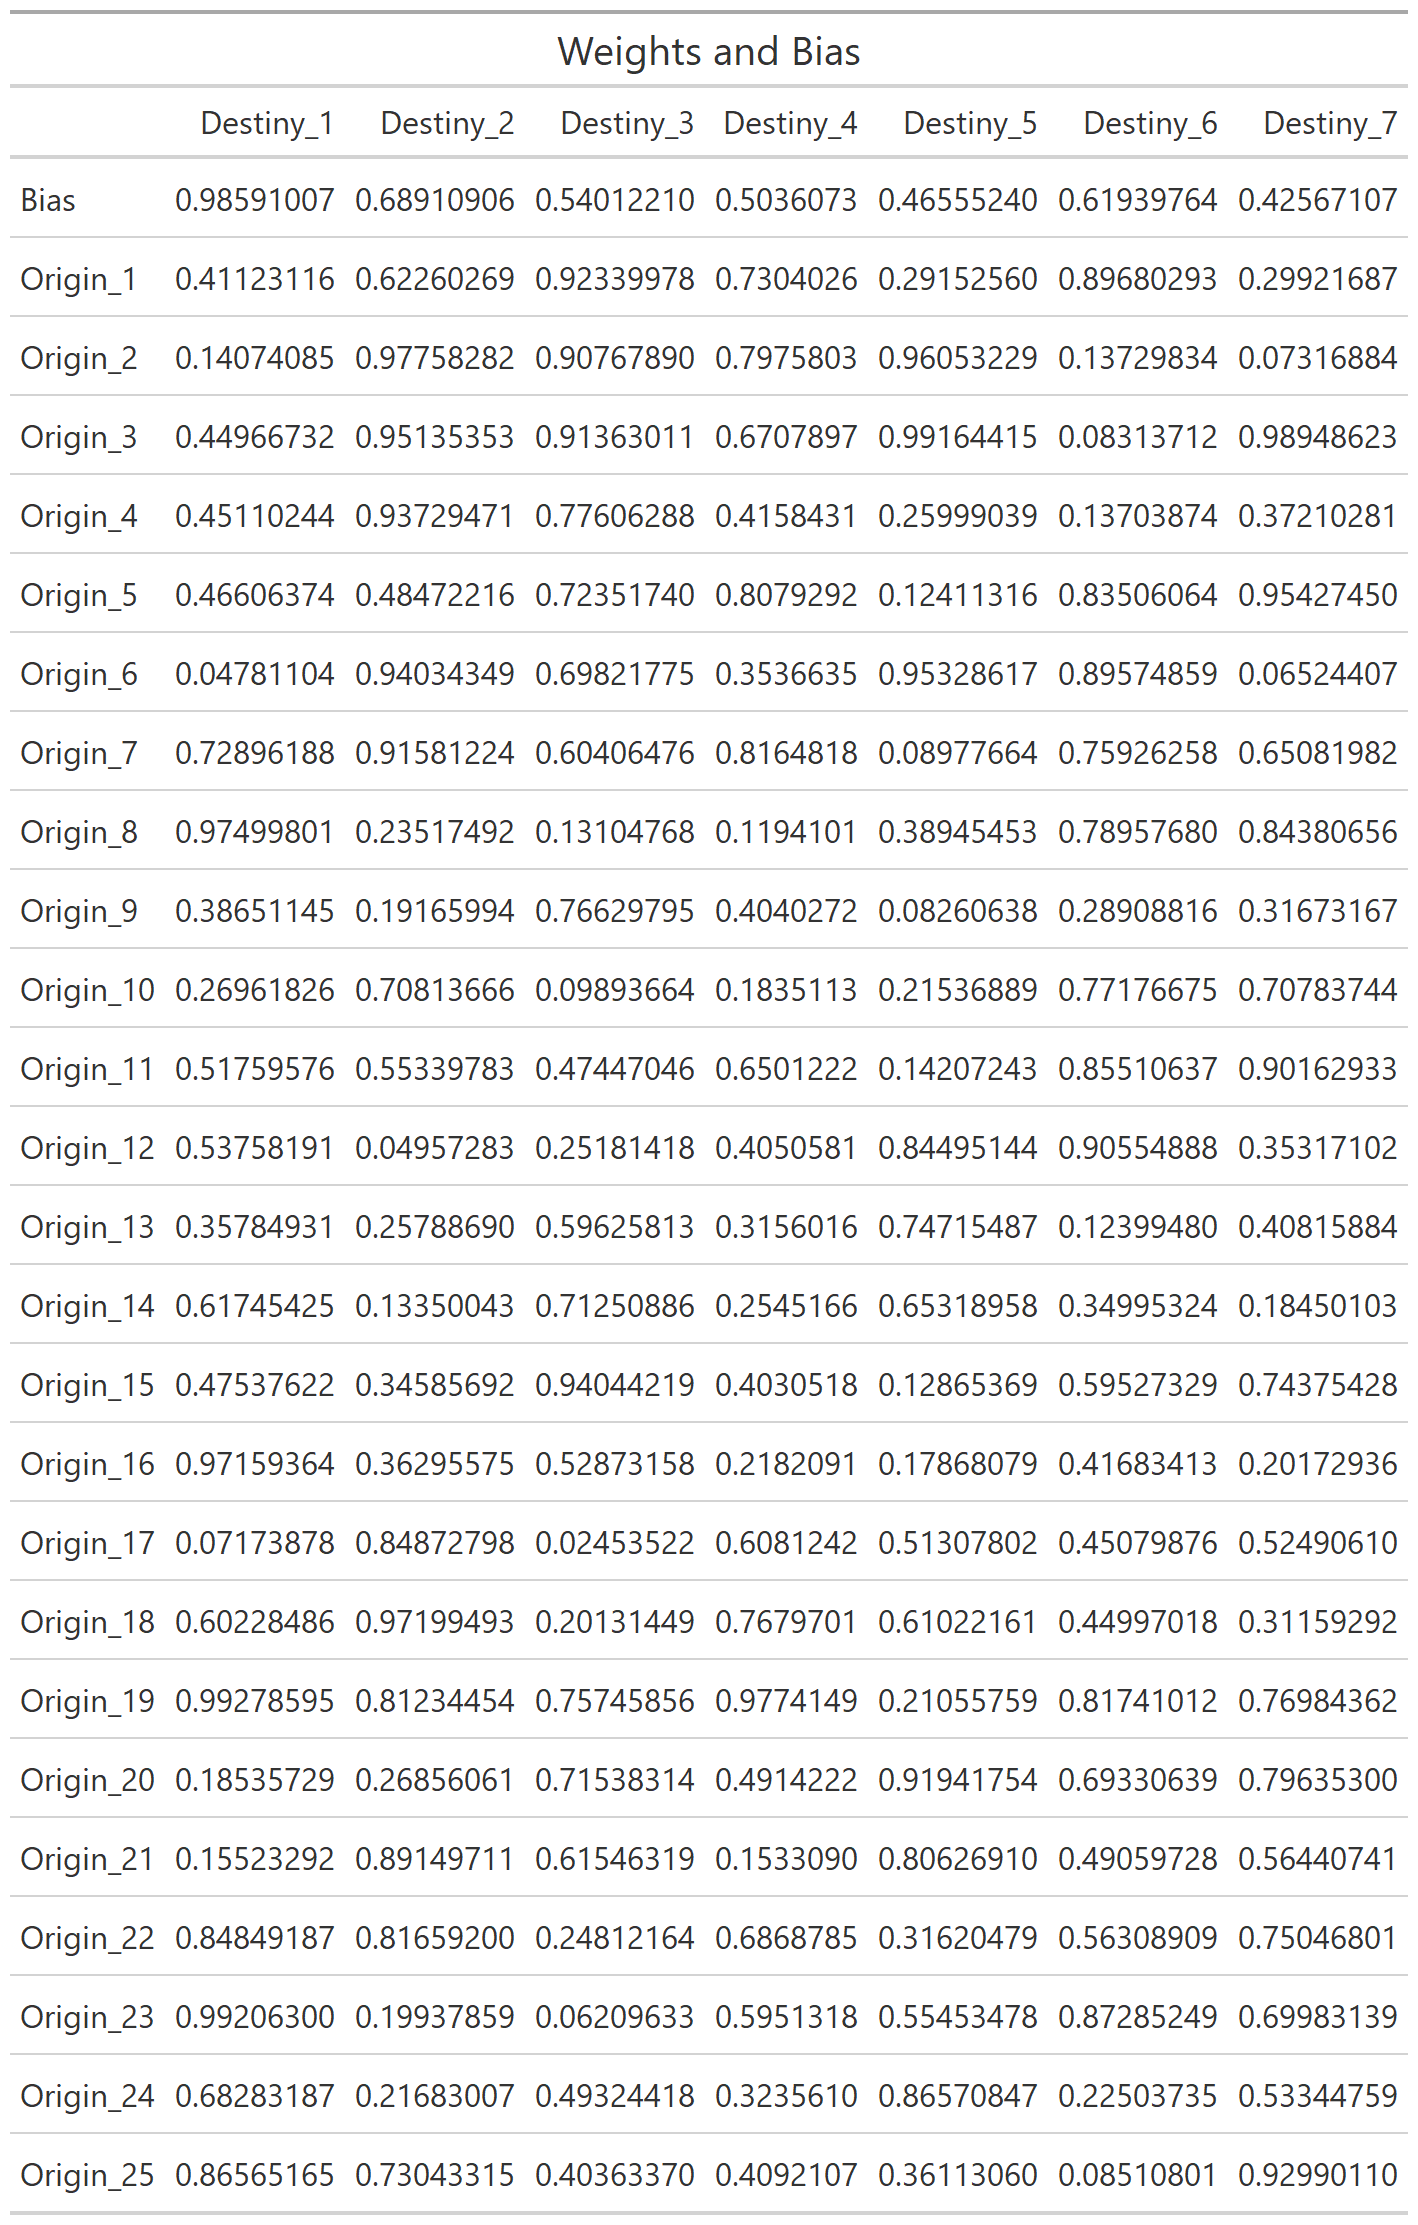 Weights and Bias
Destiny_1 Destiny_2 Destiny_3 Destiny_4 Destiny_5 Destiny_6 Destiny_7
Bias 0.98591007 0.68910906 0.54012210 0.5036073 0.46555240 0.61939764 0.42567107
Origin_1 0.41123116 0.62260269 0.92339978 0.7304026 0.29152560 0.89680293 0.29921687
Origin_2 0.14074085 0.97758282 0.90767890 0.7975803 0.96053229 0.13729834 0.07316884
Origin_3 0.44966732 0.95135353 0.91363011 0.6707897 0.99164415 0.08313712 0.98948623
Origin_4 0.45110244 0.93729471 0.77606288 0.4158431 0.25999039 0.13703874 0.37210281
Origin_5 0.46606374 0.48472216 0.72351740 0.8079292 0.12411316 0.83506064 0.95427450
Origin_6 0.04781104 0.94034349 0.69821775 0.3536635 0.95328617 0.89574859 0.06524407
Origin_7 0.72896188 0.91581224 0.60406476 0.8164818 0.08977664 0.75926258 0.65081982
Origin_8 0.97499801 0.23517492 0.13104768 0.1194101 0.38945453 0.78957680 0.84380656
Origin_9 0.38651145 0.19165994 0.76629795 0.4040272 0.08260638 0.28908816 0.31673167
Origin_10 0.26961826 0.70813666 0.09893664 0.1835113 0.21536889 0.77176675 0.70783744
Origin_11 0.51759576 0.55339783 0.47447046 0.6501222 0.14207243 0.85510637 0.90162933
Origin_12 0.53758191 0.04957283 0.25181418 0.4050581 0.84495144 0.90554888 0.35317102
Origin_13 0.35784931 0.25788690 0.59625813 0.3156016 0.74715487 0.12399480 0.40815884
Origin_14 0.61745425 0.13350043 0.71250886 0.2545166 0.65318958 0.34995324 0.18450103
Origin_15 0.47537622 0.34585692 0.94044219 0.4030518 0.12865369 0.59527329 0.74375428
Origin_16 0.97159364 0.36295575 0.52873158 0.2182091 0.17868079 0.41683413 0.20172936
Origin_17 0.07173878 0.84872798 0.02453522 0.6081242 0.51307802 0.45079876 0.52490610
Origin_18 0.60228486 0.97199493 0.20131449 0.7679701 0.61022161 0.44997018 0.31159292
Origin_19 0.99278595 0.81234454 0.75745856 0.9774149 0.21055759 0.81741012 0.76984362
Origin_20 0.18535729 0.26856061 0.71538314 0.4914222 0.91941754 0.69330639 0.79635300
Origin_21 0.15523292 0.89149711 0.61546319 0.1533090 0.80626910 0.49059728 0.56440741
Origin_22 0.84849187 0.81659200 0.24812164 0.6868785 0.31620479 0.56308909 0.75046801
Origin_23 0.99206300 0.19937859 0.06209633 0.5951318 0.55453478 0.87285249 0.69983139
Origin_24 0.68283187 0.21683007 0.49324418 0.3235610 0.86570847 0.22503735 0.53344759
Origin_25 0.86565165 0.73043315 0.40363370 0.4092107 0.36113060 0.08510801 0.92990110